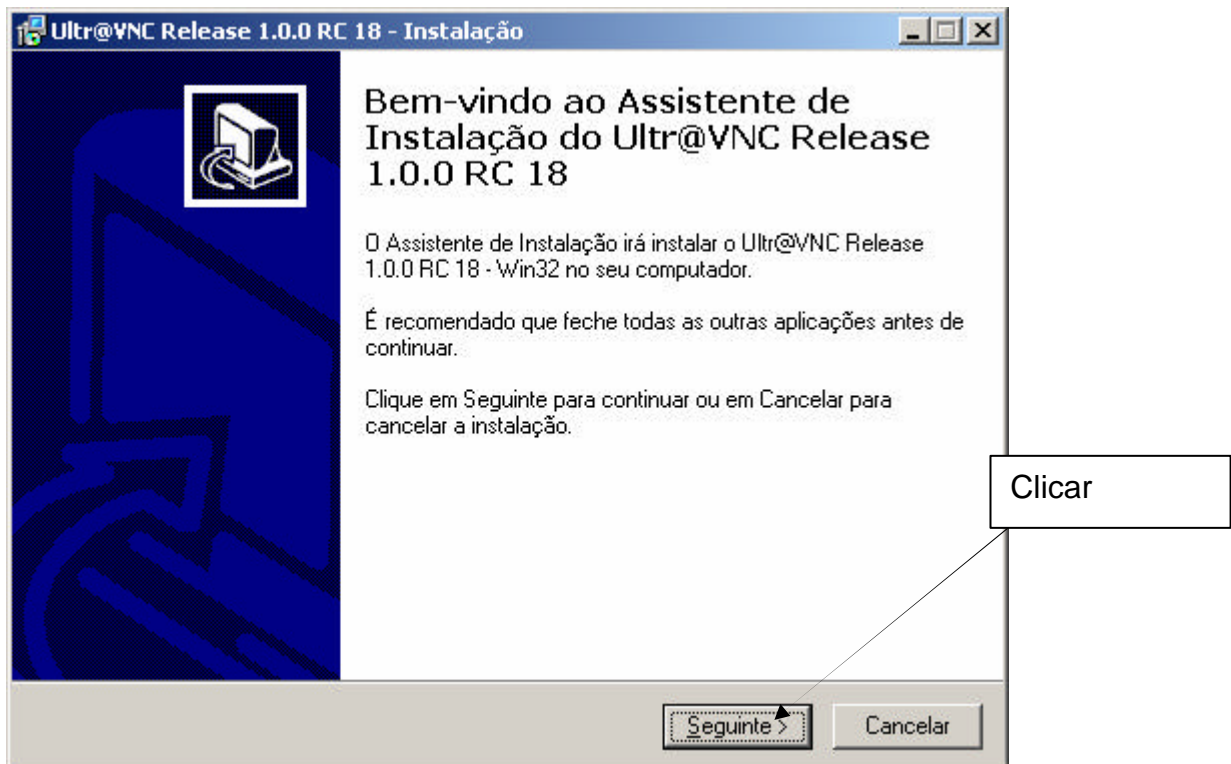 Ultr@VNC Release 1.0.0 RC 18 - Instalação
Bem-vindo ao Assistente de
Instalação do Ultr@VNC Release
1.0.0 RC 18
O Assistente de Instalação irá instalar o Ultr@VNC Release
1.0.0 RC 18 - Win32 no seu computador.
É recomendado que feche todas as outras aplicações antes de
continuar.
Clique em Seguinte para continuar ou em Cancelar para
cancelar a instalação.
Clicar
Seguinte >
Cancelar